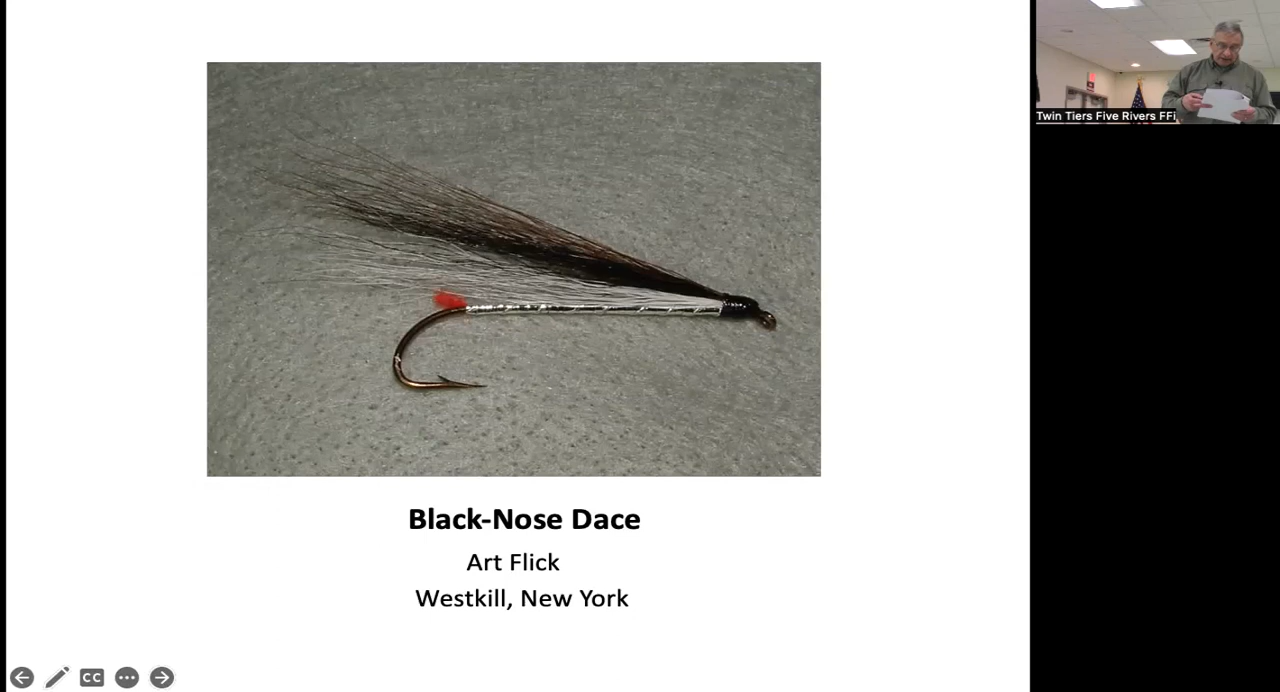 Twin Tiers Five Rivers FFi
Black-Nose Dace
Art Flick
Westkill, New York
CC